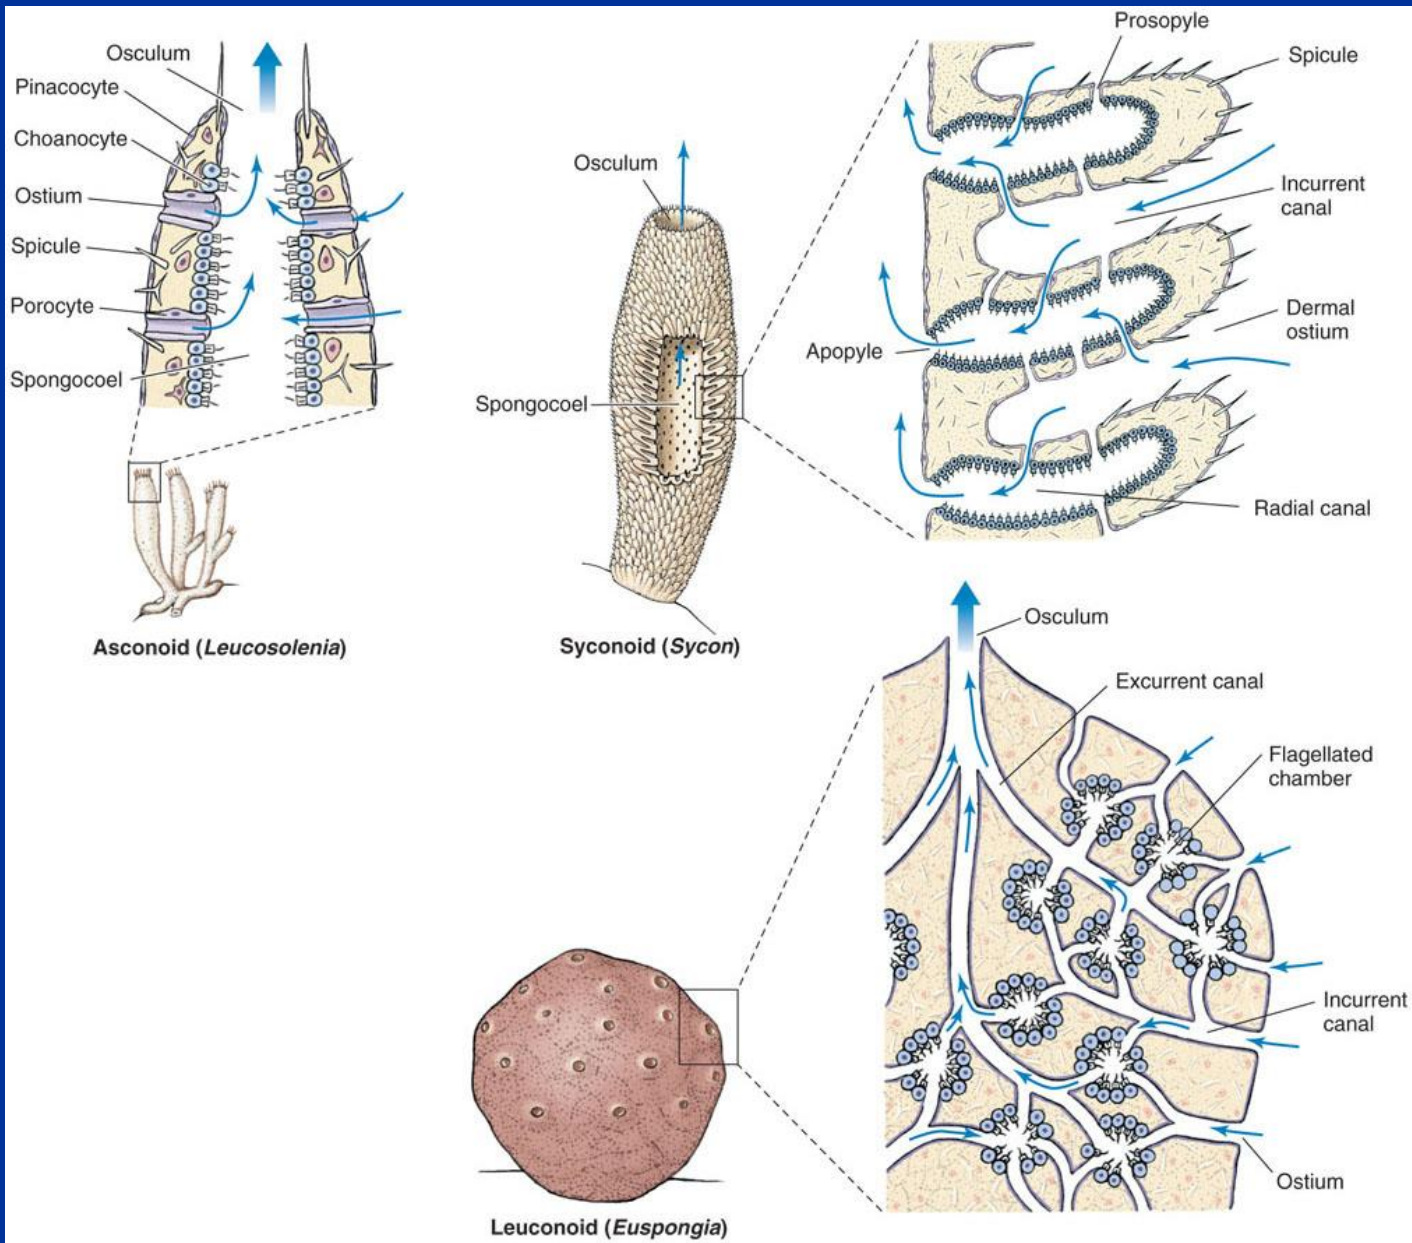 Osculum
Pinacocyte
Choanocyte
Ostium
Spicule
Porocyte
Spongocoel
Asconoid (Leucosolenia)
Osculum
Spongocoel
Syconoid (Sycon)
Prosopyle
Spicule
Incurrent
canal
Dermal
ostium
Apopyle
Radial canal
Osculum
Excurrent canal
Flagellated
chamber
Incurrent
canal
Ostium
Leuconoid (Euspongia)